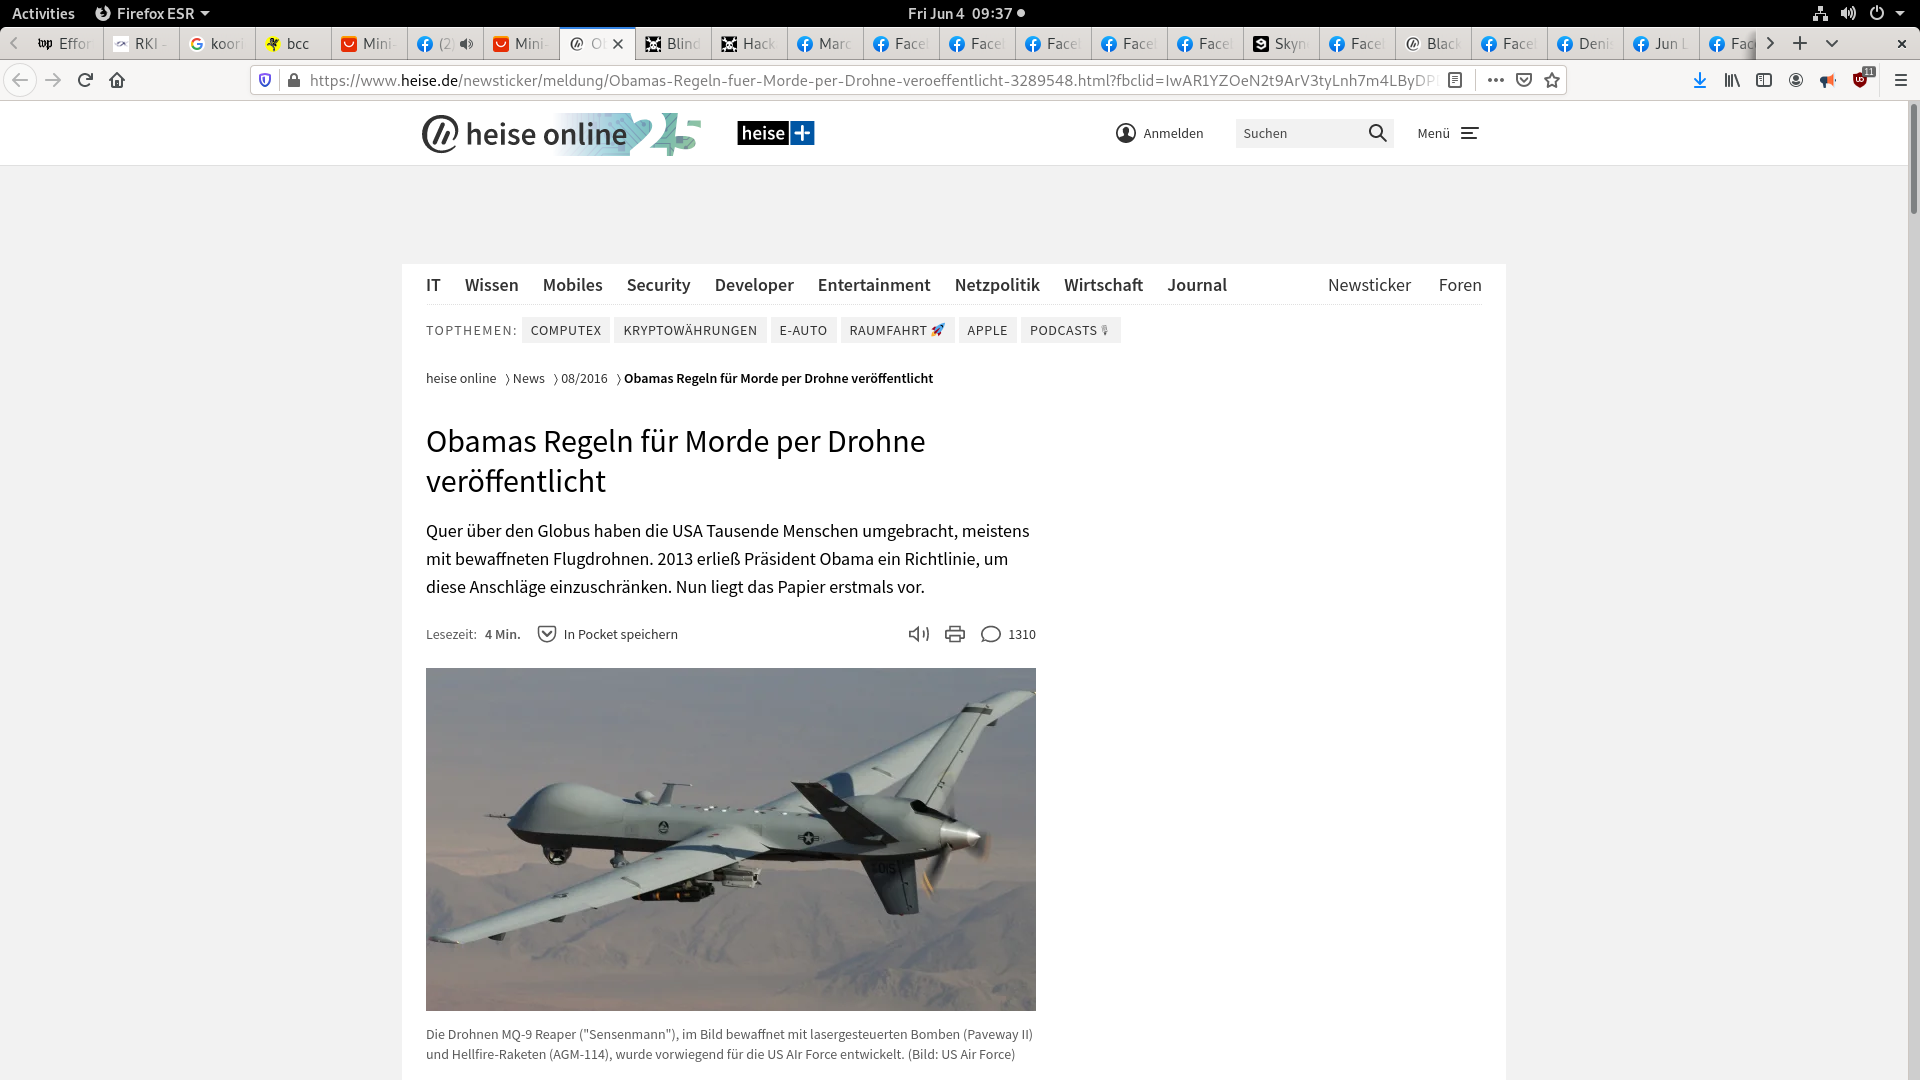 Activities Firefox ESR Fri Jun 4 09:37
Effor RKI - koor bcc Mini- (2) Mini- O Blind Hack Marc Facel Facel Facel Facel Facel Skyn Facel Black Facel Deni Jun L Fac
https://www.heise.de/newsticker/meldung/Obamas-Regeln-fuer-Morde-per-Drohne-veroeffentlicht-3289548.html?fbclid=IwAR1YZOeN2t9ArV3tyLnh7m4LByDP 11
heise online 25 heise + Anmelden Suchen Menü
IT Wissen Mobiles Security Developer Entertainment Netzpolitik Wirtschaft Journal Newsticker Foren
TOPTHEMEN: COMPUTEX KRYPTOWÄHRUNGEN E-AUTO RAUMFAHRT 🚀 APPLE PODCASTS 🎙
heise online 〉News 〉08/2016 〉Obamas Regeln für Morde per Drohne veröffentlicht
Obamas Regeln für Morde per Drohne
veröffentlicht
Quer über den Globus haben die USA Tausende Menschen umgebracht, meistens
mit bewaffneten Flugdrohnen. 2013 erließ Präsident Obama ein Richtlinie, um
diese Anschläge einzuschränken. Nun liegt das Papier erstmals vor.
Lesezeit: 4 Min. In Pocket speichern 1310
Die Drohnen MQ-9 Reaper ("Sensenmann"), im Bild bewaffnet mit lasergesteuerten Bomben (Paveway II)
und Hellfire-Raketen (AGM-114), wurde vorwiegend für die US AIr Force entwickelt. (Bild: US Air Force)